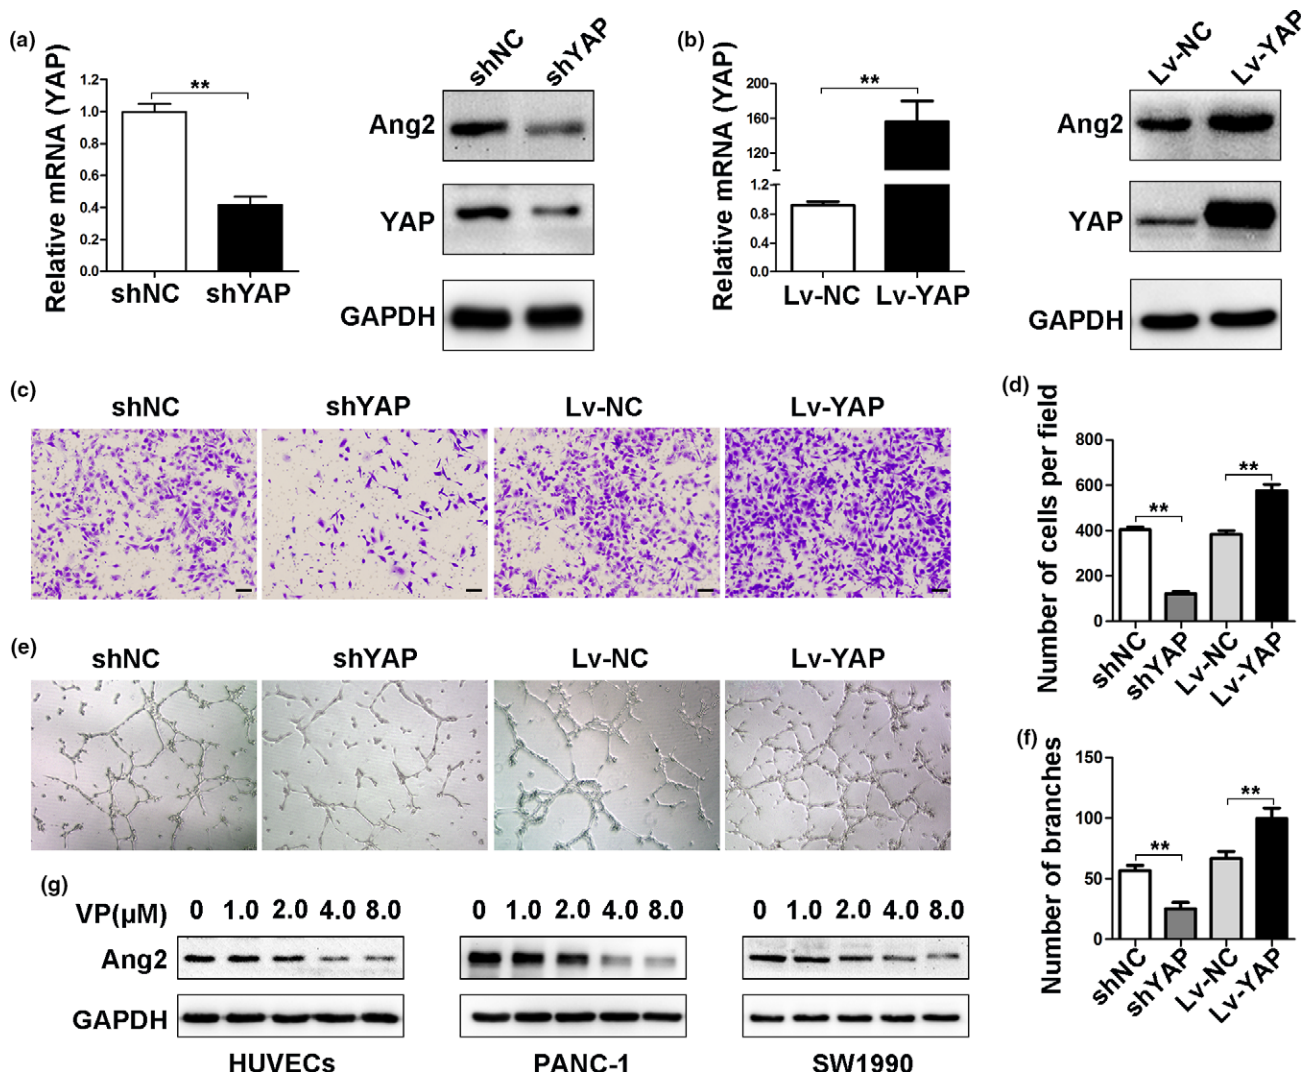 (a)
Relative mRNA (YAP)
1.2
1.0
0.8
0.6
0.4
0.2
0.0
**
shNC
shYAP
shNC
shYAP
Ang2
YAP
GAPDH
(b)
Relative mRNA (YAP)
200
160
120
1.2
0.8
0.4
0.0
**
Lv-NC
Lv-YAP
Lv-NC
Lv-YAP
Ang2
YAP
GAPDH
(c)
shNC
shYAP
Lv-NC
Lv-YAP
(d)
Number of cells per field
800
600
400
200
0
**
**
shNC
shYAP
Lv-NC
Lv-YAP
(e)
shNC
shYAP
Lv-NC
Lv-YAP
(f)
Number of branches
150
100
50
0
**
**
shNC
shYAP
Lv-NC
Lv-YAP
(g)
VP(μM) 0 1.0 2.0 4.0 8.0 0 1.0 2.0 4.0 8.0 0 1.0 2.0 4.0 8.0
Ang2
GAPDH
HUVECs PANC-1 SW1990